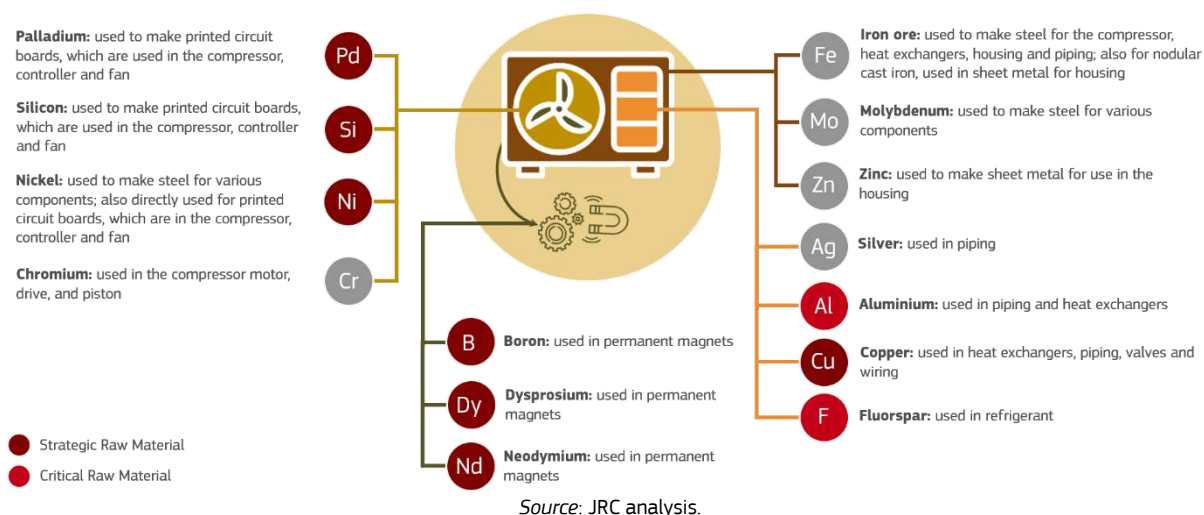 Palladium: used to make printed circuit
boards, which are used in the compressor,
controller and fan
Pd
Silicon: used to make printed circuit boards,
which are used in the compressor, controller
and fan
Si
Nickel: used to make steel for various
components; also directly used for printed
circuit boards, which are in the compressor,
controller and fan
Ni
Chromium: used in the compressor motor,
drive, and piston
Cr
B
Boron: used in permanent magnets
Dy
Dysprosium: used in permanent
magnets
Nd
Neodymium: used in permanent
magnets
Fe
Iron ore: used to make steel for the compressor,
heat exchangers, housing and piping; also for nodular
cast iron, used in sheet metal for housing
Mo
Molybdenum: used to make steel for various
components
Zn
Zinc: used to make sheet metal for use in the
housing
Ag
Silver: used in piping
Al
Aluminium: used in piping and heat exchangers
Cu
Copper: used in heat exchangers, piping, valves and
wiring
F
Fluorspar: used in refrigerant
Strategic Raw Material
Critical Raw Material
Source: JRC analysis.